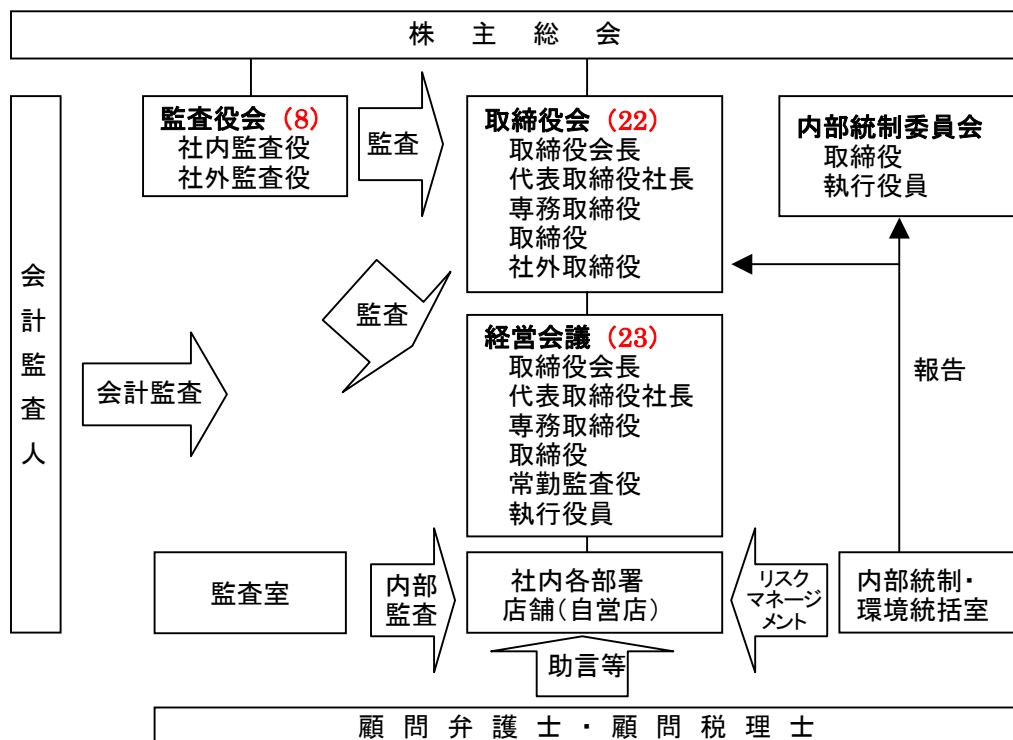 株主総会
監査役会 (8)
社内監査役
社外監査役
監査
取締役会 (22)
取締役会長
代表取締役社長
専務取締役
取締役
社外取締役
内部統制委員会
取締役
執行役員
会計監査人
監査
会計監査
経営会議 (23)
取締役会長
代表取締役社長
専務取締役
取締役
常勤監査役
執行役員
報告
監査室
内部
監査
社内各部署
店舗(自営店)
リスク
マネージ
メント
内部統制・
環境統括室
助言等
顧問弁護士・顧問税理士